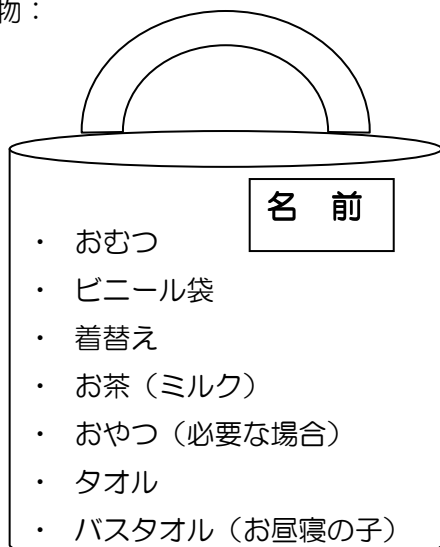 物：
名 前
・ おむつ
・ ビニール袋
・ 着替え
・ お茶（ミルク）
・ おやつ（必要な場合）
・ タオル
・ バスタオル（お昼寝の子）